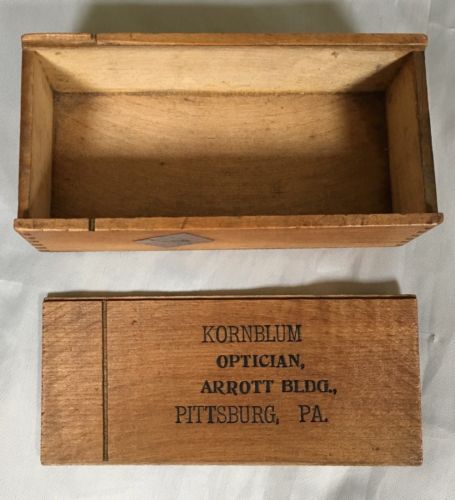 KORNBLUM
OPTICIAN,
ARROTT BLDG.,
PITTSBURG, PA.